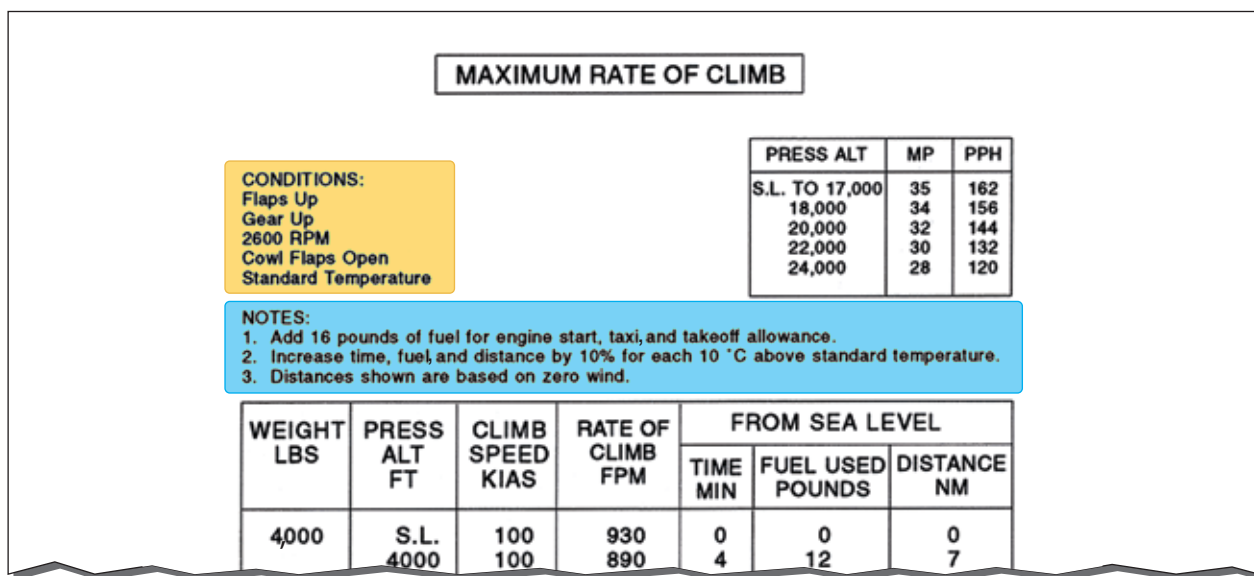 MAXIMUM RATE OF CLIMB
PRESS ALT MP PPH
S.L. TO 17,000 35 162
18,000 34 156
20,000 32 144
22,000 30 132
24,000 28 120
CONDITIONS:
Flaps Up
Gear Up
2600 RPM
Cowl Flaps Open
Standard Temperature
NOTES:
1. Add 16 pounds of fuel for engine start, taxi, and takeoff allowance.
2. Increase time, fuel, and distance by 10% for each 10 °C above standard temperature.
3. Distances shown are based on zero wind.
WEIGHT LBS
PRESS ALT FT
CLIMB SPEED KIAS
RATE OF CLIMB FPM
FROM SEA LEVEL
TIME MIN
FUEL USED POUNDS
DISTANCE NM
4,000 S.L. 100 930 0 0 0
4000 100 890 4 12 7